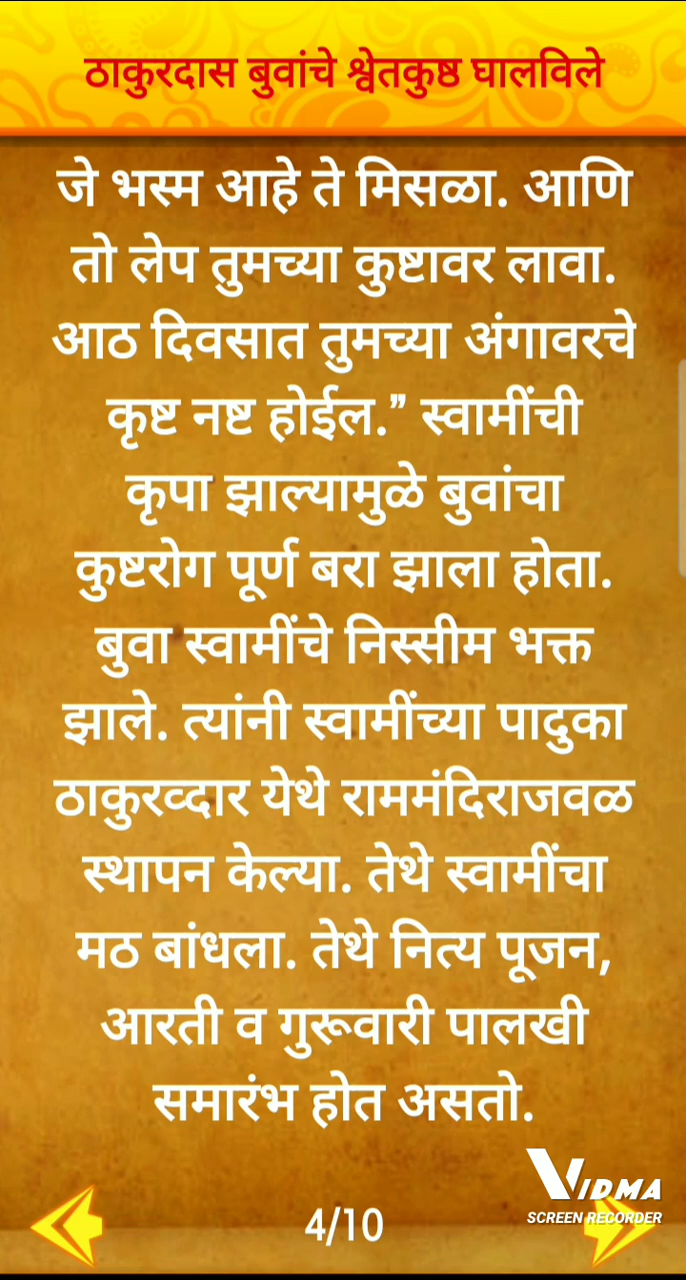 ठाकुरदास बुवांचे श्वेतकुष्ठ घालविले
जे भस्म आहे ते मिसळा. आणि
तो लेप तुमच्या कुष्टावर लावा.
आठ दिवसात तुमच्या अंगावरचे
कृष्ट नष्ट होईल.” स्वामींची
कृपा झाल्यामुळे बुवांचा
कुष्टरोग पूर्ण बरा झाला होता.
बुवा स्वामींचे निस्सीम भक्त
झाले. त्यांनी स्वामींच्या पादुका
ठाकुरव्दार येथे राममंदिराजवळ
स्थापन केल्या. तेथे स्वामींचा
मठ बांधला. तेथे नित्य पूजन,
आरती व गुरूवारी पालखी
समारंभ होत असतो.
VIDMA
SCREEN RECORDER
4/10